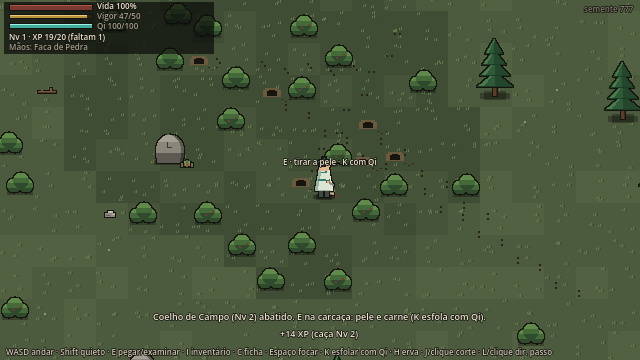 Vida 100%
semente 777
Vigor 47/50
Qi 100/100
Nv 1 · XP 19/20 (faltam 1)
Mãos: Faca de Pedra
E · tirar a pele · K com Qi
Coelho de Campo (Nv 2) abatido. E na carcaça: pele e carne (K esfola com Qi).
+14 XP (caça Nv 2)
WASD andar · Shift quieto · E pegar/examinar · I inventário · C ficha · Espaço focar · K esfolar com Qi · H erva · J/clique corte · L/clique dir. passo